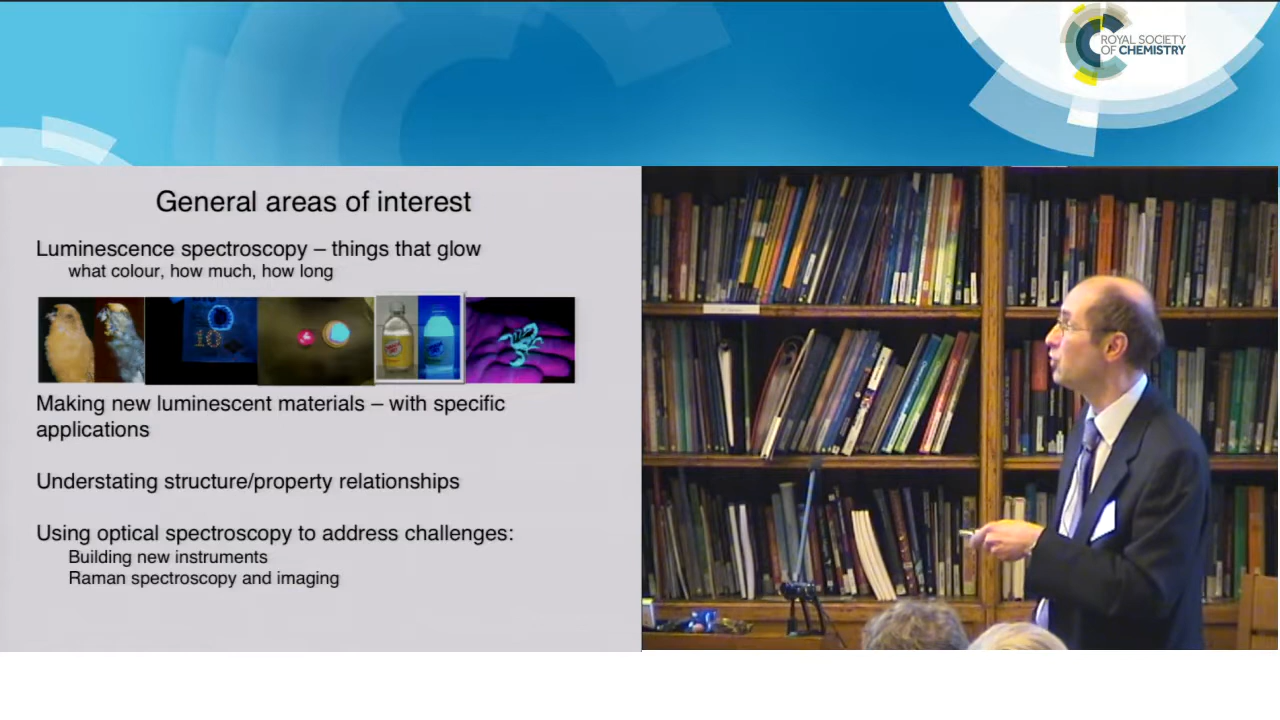 ROYAL SOCIETY
OF CHEMISTRY
General areas of interest
Luminescence spectroscopy – things that glow
what colour, how much, how long
10
Making new luminescent materials – with specific
applications
Understating structure/property relationships
Using optical spectroscopy to address challenges:
Building new instruments
Raman spectroscopy and imaging